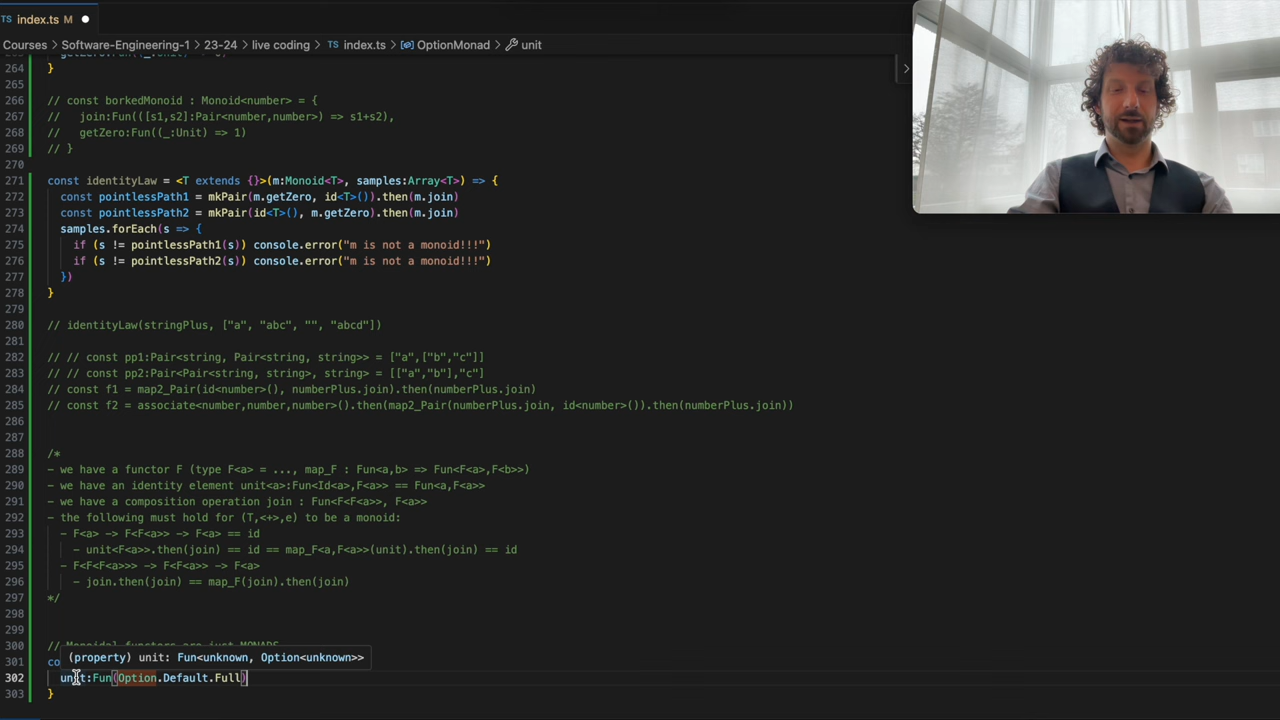 TS index.ts M ●
Courses > Software-Engineering-1 > 23-24 > live coding > TS index.ts > OptionMonad > unit
264 }
265
266 // const borkedMonoid : Monoid<number> = {
267 //   join:Fun(([s1,s2]:Pair<number,number>) => s1+s2),
268 //   getZero:Fun((_:Unit) => 1)
269 // }
270
271 const identityLaw = <T extends {}>(m:Monoid<T>, samples:Array<T>) => {
272   const pointlessPath1 = mkPair(m.getZero, id<T>()).then(m.join)
273   const pointlessPath2 = mkPair(id<T>(), m.getZero).then(m.join)
274   samples.forEach(s => {
275     if (s != pointlessPath1(s)) console.error("m is not a monoid!!!")
276     if (s != pointlessPath2(s)) console.error("m is not a monoid!!!")
277   })
278 }
279
280 // identityLaw(stringPlus, ["a", "abc", "", "abcd"])
281
282 // // const pp1:Pair<string, Pair<string, string>> = ["a",["b","c"]]
283 // // const pp2:Pair<Pair<string, string>, string> = [["a","b"],"c"]
284 // const f1 = map2_Pair(id<number>(), numberPlus.join).then(numberPlus.join)
285 // const f2 = associate<number,number,number>().then(map2_Pair(numberPlus.join, id<number>()).then(numberPlus.join))
286
287
288 /*
289 - we have a functor F (type F<a> = ..., map_F : Fun<a,b> => Fun<F<a>,F<b>>)
290 - we have an identity element unit<a>:Fun<Id<a>,F<a>> == Fun<a,F<a>>
291 - we have a composition operation join : Fun<F<F<a>>, F<a>>
292 - the following must hold for (T,<+>,e) to be a monoid:
293   - F<a> -> F<F<a>> -> F<a> == id
294     - unit<F<a>>.then(join) == id == map_F<a,F<a>>(unit).then(join) == id
295   - F<F<F<a>>> -> F<F<a>> -> F<a>
296     - join.then(join) == map_F(join).then(join)
297 */
298
299
300 // Monoidal functors are just MONADS
(property) unit: Fun<unknown, Option<unknown>>
301 co
302   unit:Fun(Option.Default.Full)
303 }